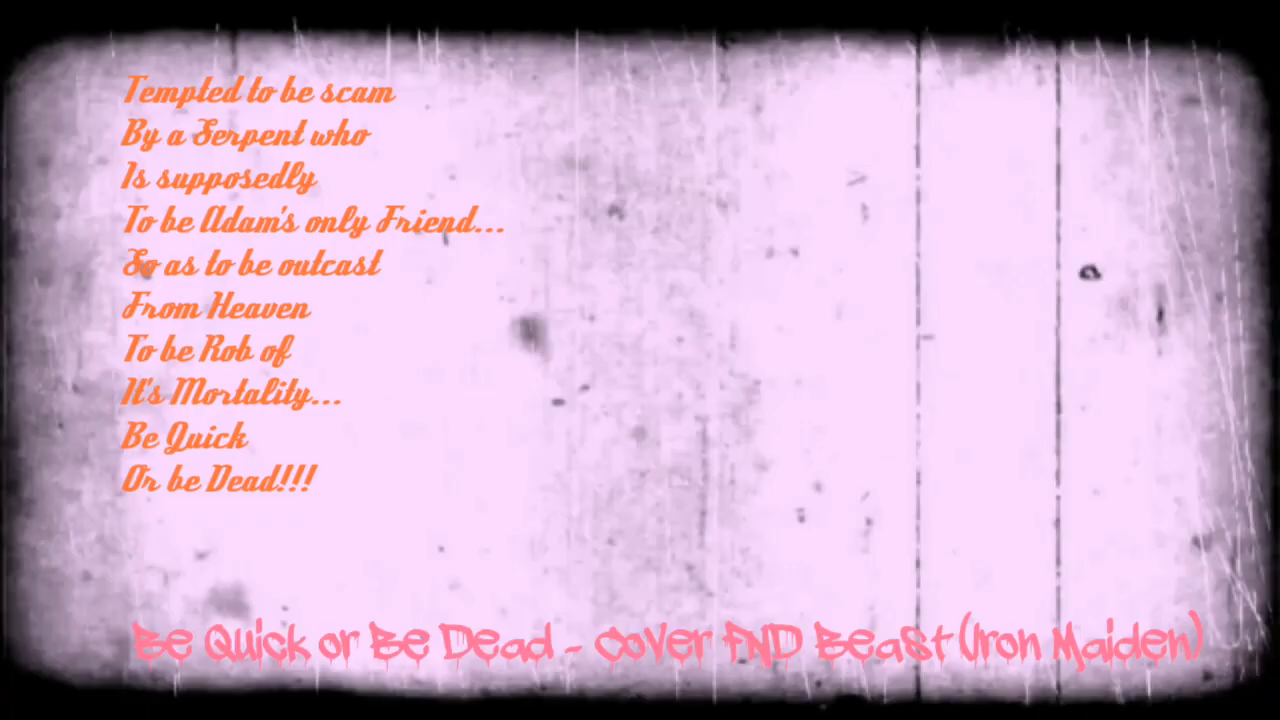 Tempted to be scam
By a Serpent who
Is supposedly
To be Adam's only Friend...
So as to be outcast
From Heaven
To be Rob of
It's Mortality...
Be Quick
Or be Dead!!!
Be Quick or Be Dead - Cover FND Beast (Iron Maiden)